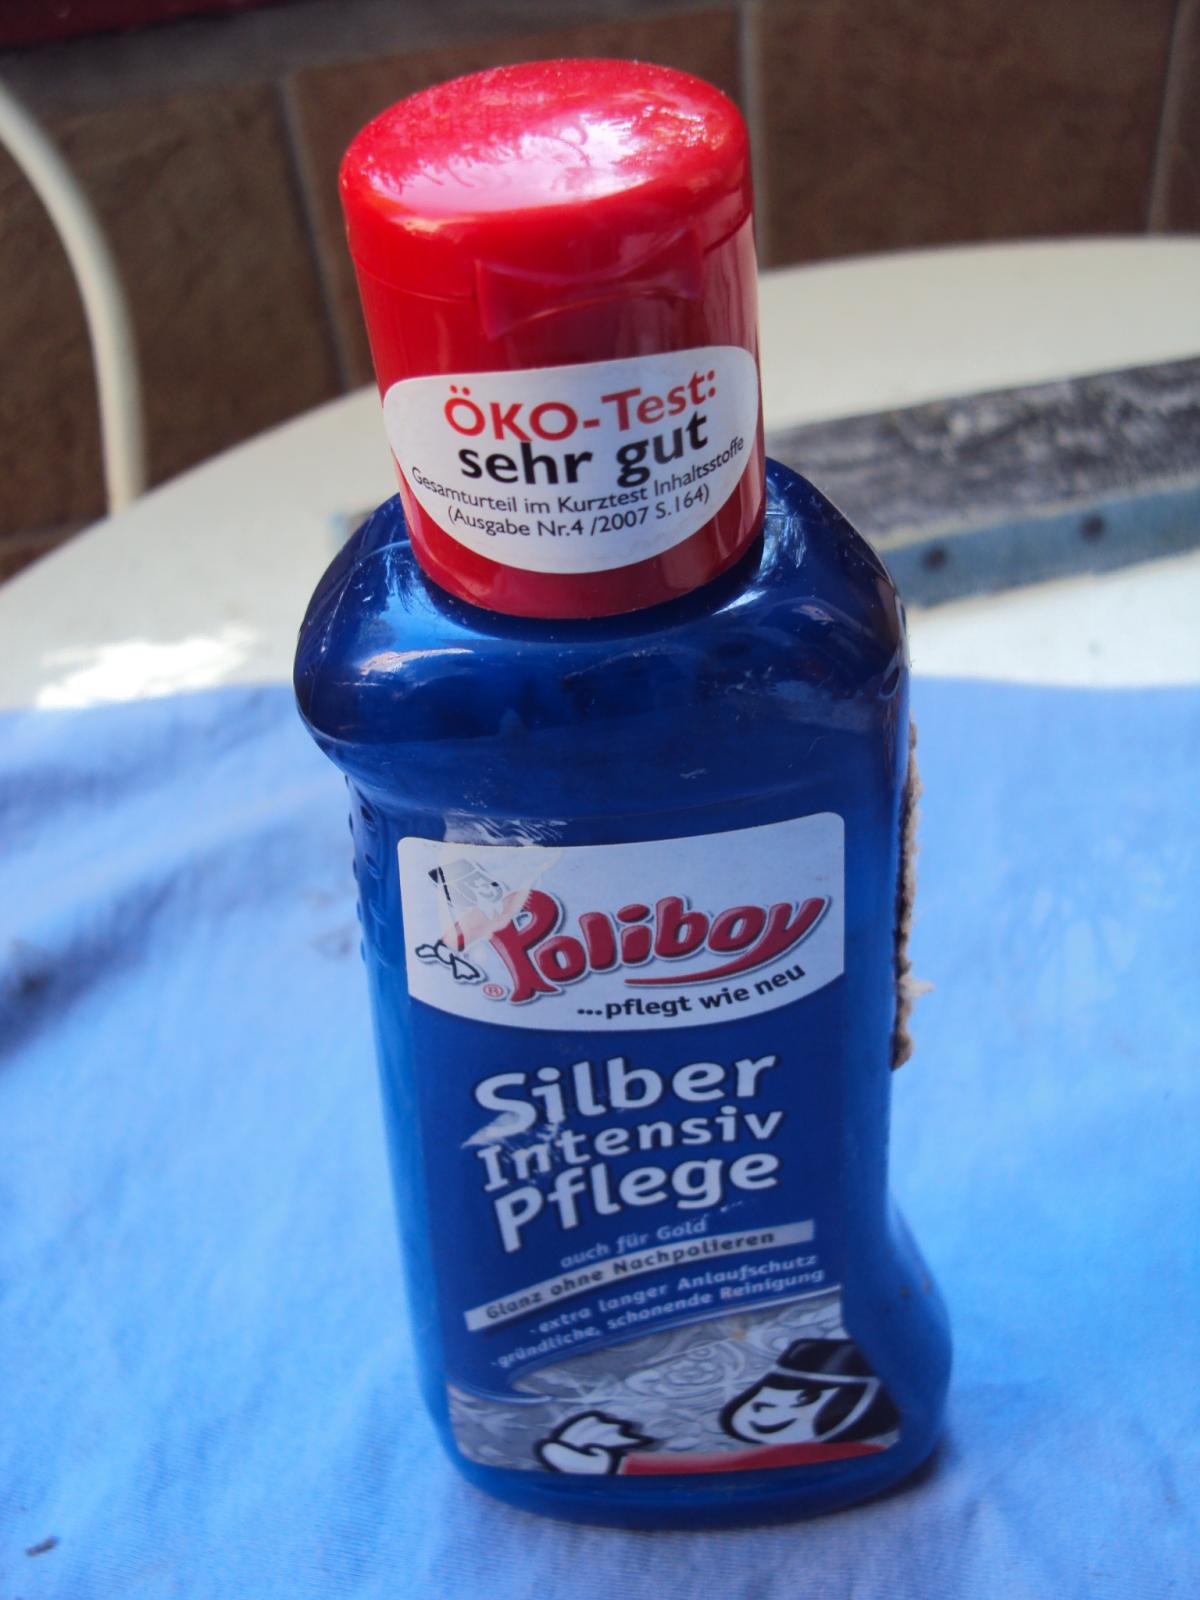 ÖKO-Test:
sehr gut
Gesamturteil im Kurztest Inhaltsstoffe
(Ausgabe Nr.4 /2007 S.164)
Poliboy
®
...pflegt wie neu
Silber
Intensiv
Pflege
auch für Gold
Glanz ohne Nachpolieren
-extra langer Anlaufschutz
-gründliche, schonende Reinigung